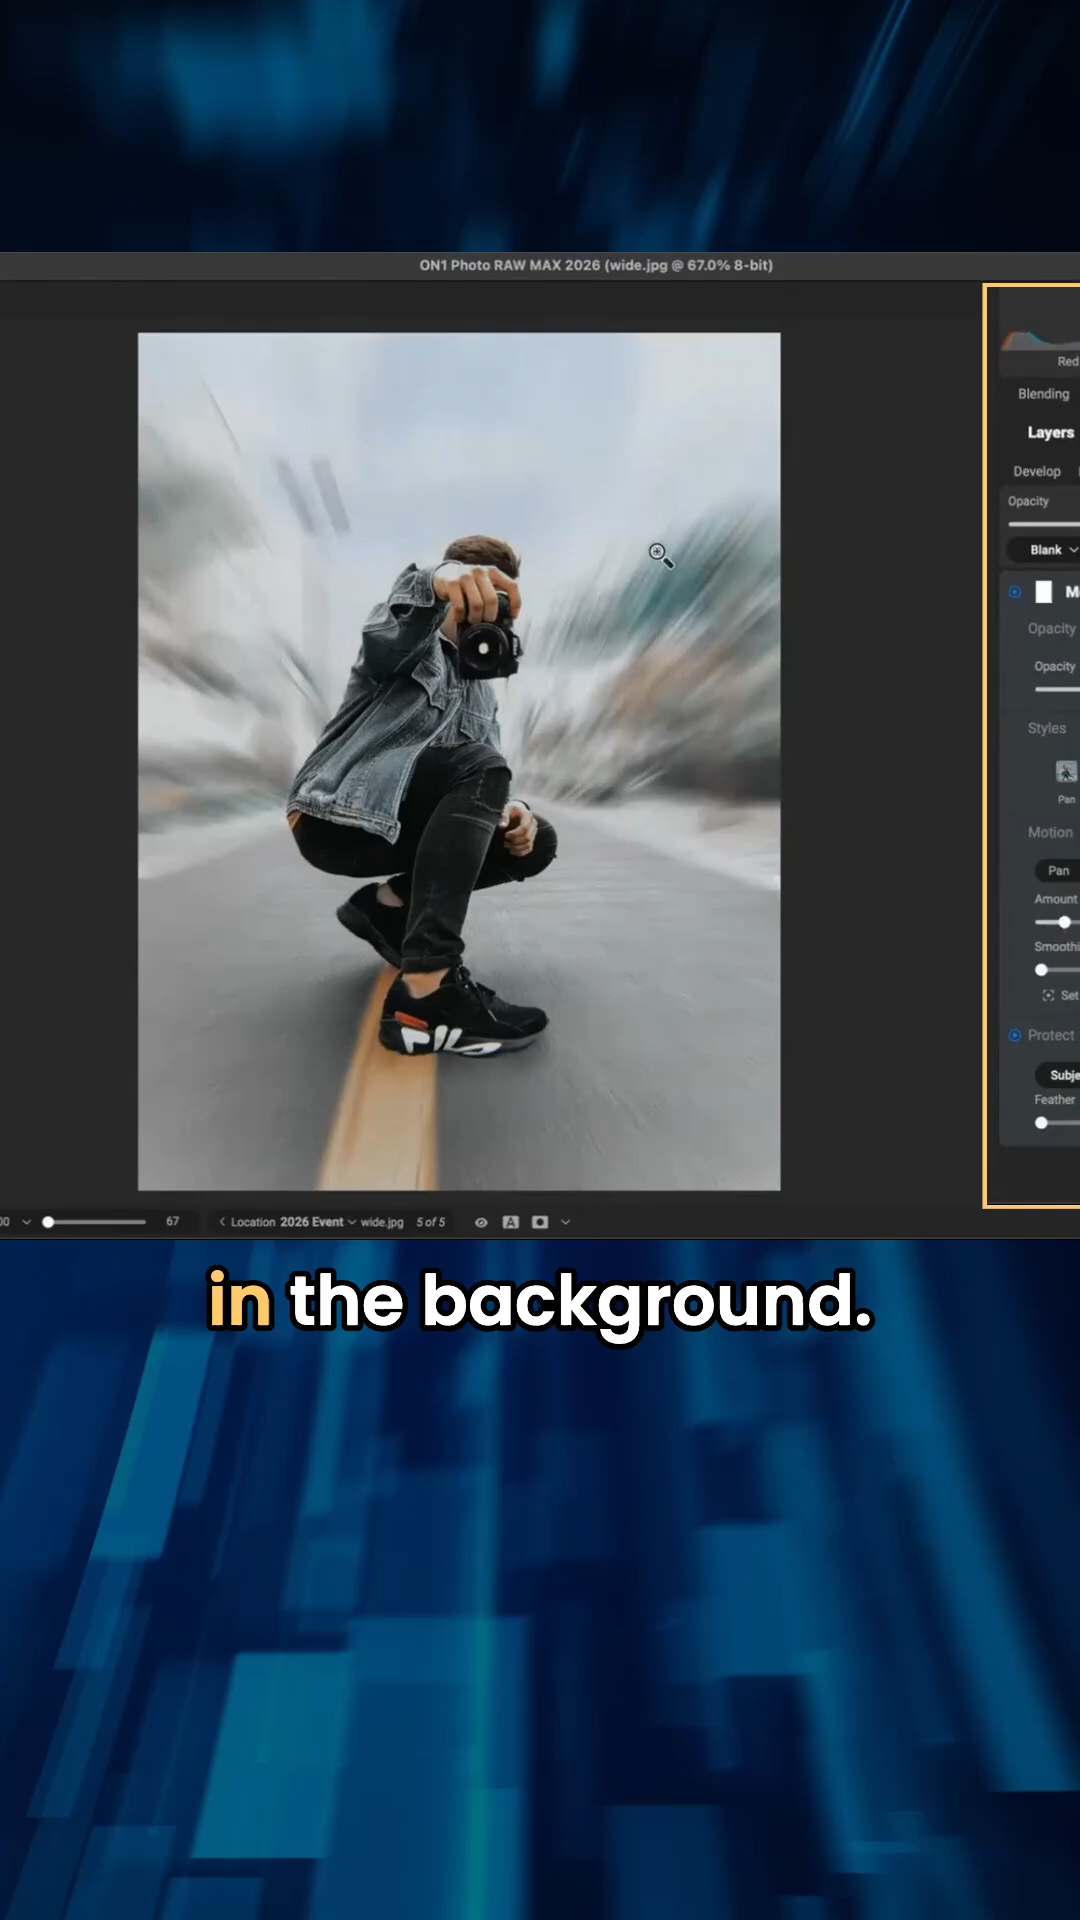 ON1 Photo RAW MAX 2026 (wide.jpg @ 67.0% 8-bit)
Red
Blending
Layers
Develop
Opacity
Blank
Opacity
Opacity
Styles
Pan
Motion
Pan
Amount
Set
Protect
Feather
67
Location 2026 Event wide.jpg 5 of 5
A
in the background.